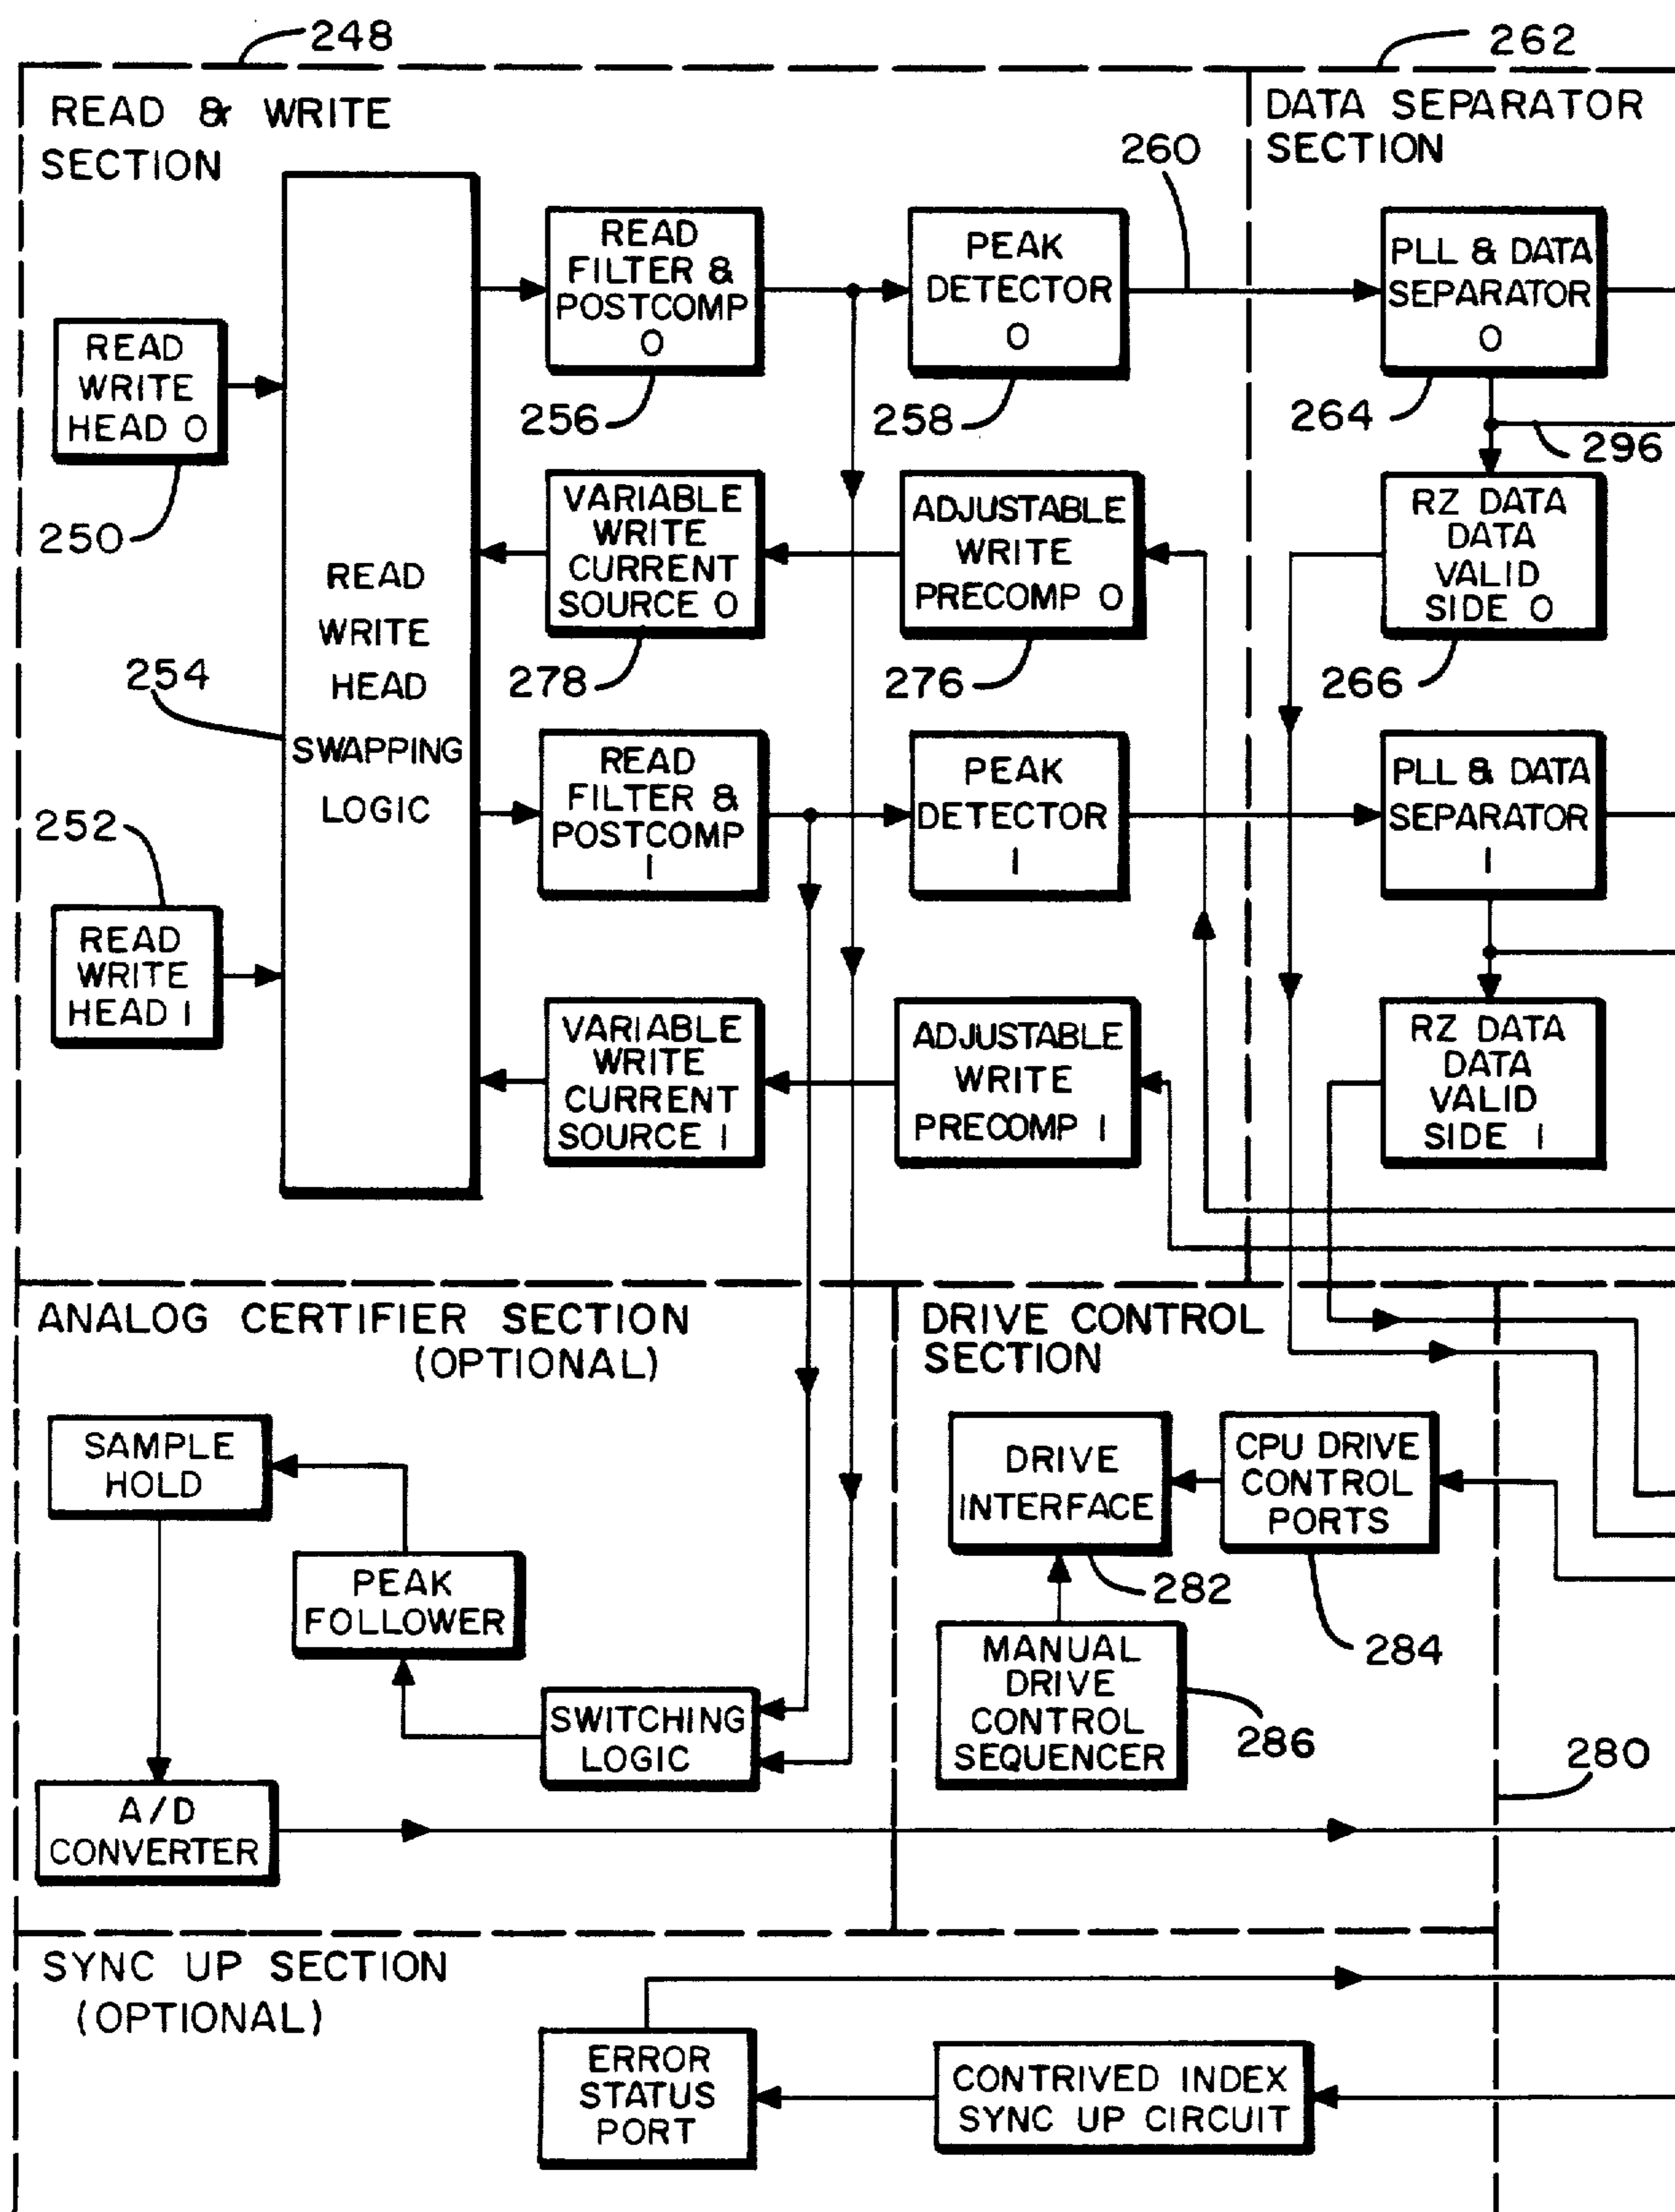 248
262
READ & WRITE
SECTION
DATA SEPARATOR
SECTION
260
READ
FILTER &
POSTCOMP
0
256
PEAK
DETECTOR
0
258
PLL & DATA
SEPARATOR
0
264
296
READ
WRITE
HEAD 0
250
READ
WRITE
HEAD
SWAPPING
LOGIC
254
VARIABLE
WRITE
CURRENT
SOURCE 0
278
ADJUSTABLE
WRITE
PRECOMP 0
276
RZ DATA
DATA
VALID
SIDE 0
266
READ
FILTER &
POSTCOMP
1
PEAK
DETECTOR
1
PLL & DATA
SEPARATOR
1
252
READ
WRITE
HEAD 1
VARIABLE
WRITE
CURRENT
SOURCE 1
ADJUSTABLE
WRITE
PRECOMP 1
RZ DATA
DATA
VALID
SIDE 1
ANALOG CERTIFIER SECTION
(OPTIONAL)
DRIVE CONTROL
SECTION
SAMPLE
HOLD
PEAK
FOLLOWER
SWITCHING
LOGIC
A/D
CONVERTER
DRIVE
INTERFACE
282
CPU DRIVE
CONTROL
PORTS
284
MANUAL
DRIVE
CONTROL
SEQUENCER
286
280
SYNC UP SECTION
(OPTIONAL)
ERROR
STATUS
PORT
CONTRIVED INDEX
SYNC UP CIRCUIT